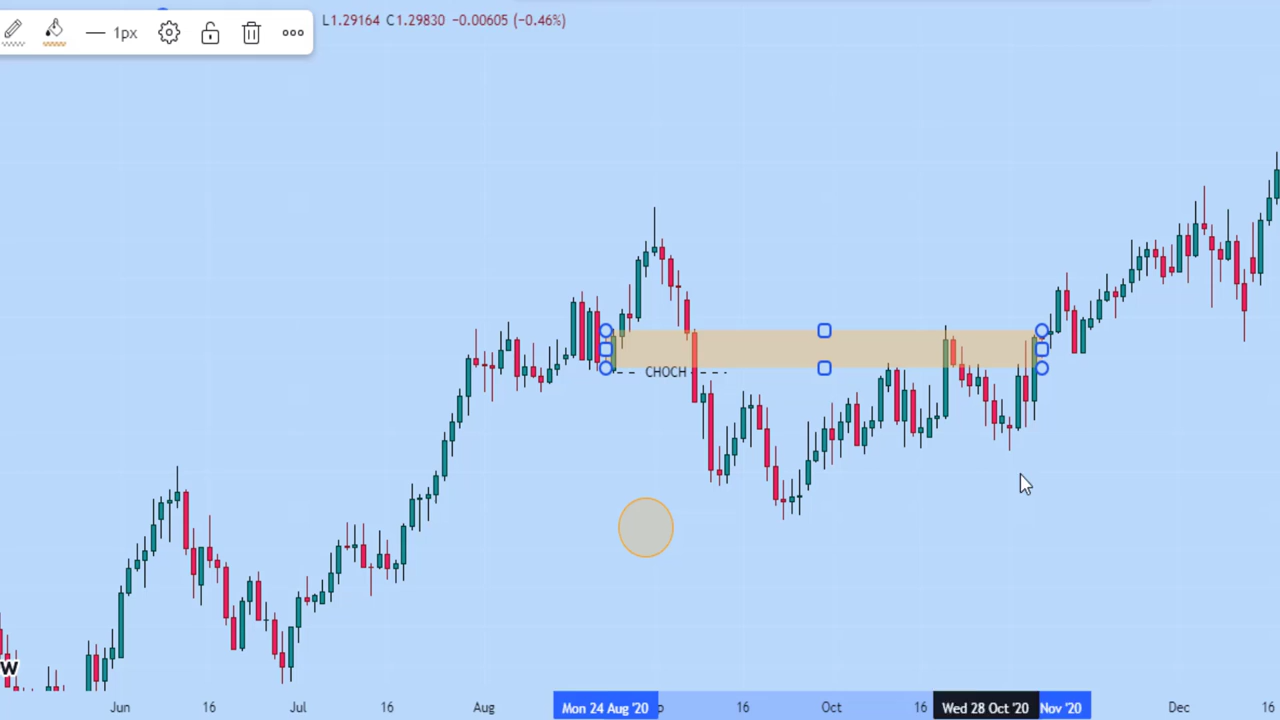 L1.29164 C1.29830 −0.00605 (−0.46%)
1px
CHOCH
W
Jun 16 Jul 16 Aug Mon 24 Aug '20 16 Oct 16 Wed 28 Oct '20 Nov '20 Dec 16